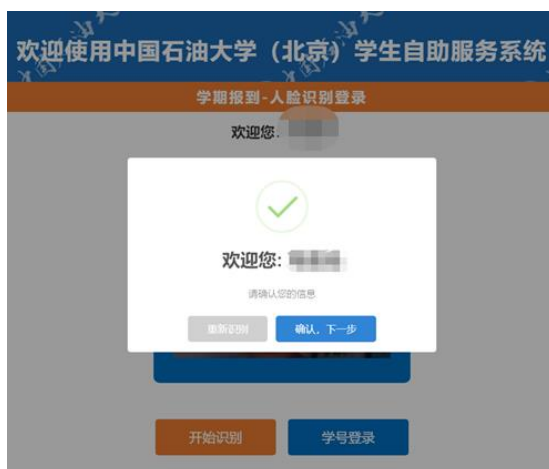 欢迎使用中国石油大学（北京）学生自助服务系统
学期报到-人脸识别登录
欢迎您.
欢迎您:
请确认您的信息
重新识别
确认，下一步
开始识别
学号登录